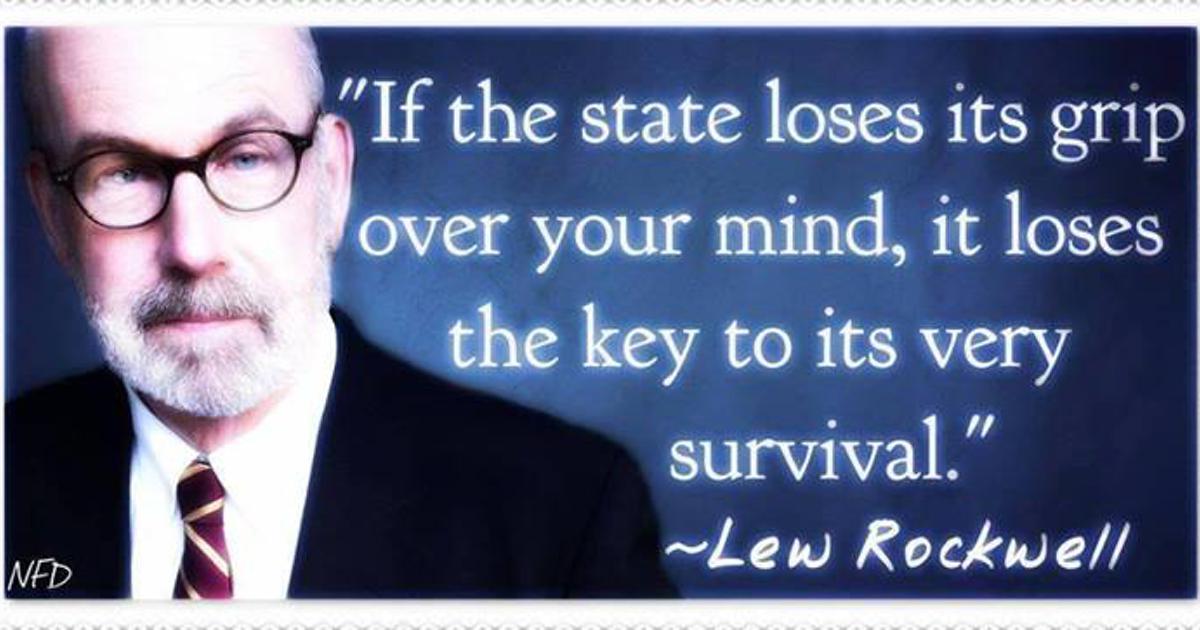 "If the state loses its grip
over your mind, it loses
the key to its very
survival."
~Lew Rockwell
NFD